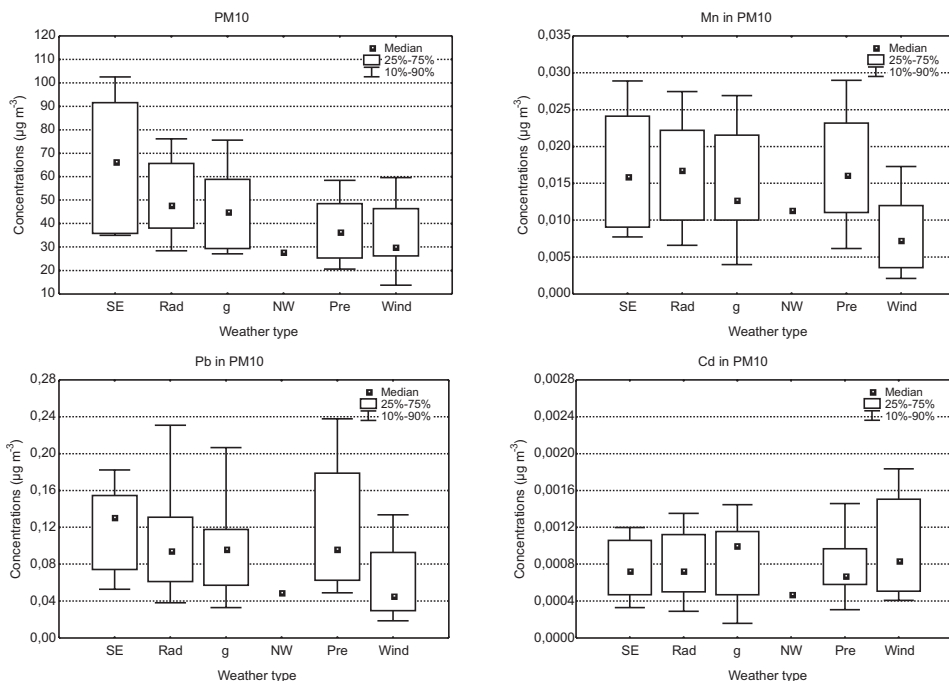 PM10
120
110
100
90
80
70
60
50
40
30
20
10
Concentrations (µg m⁻³)
Median
25%-75%
10%-90%
SE Rad g NW Pre Wind
Weather type
Mn in PM10
0,035
0,030
0,025
0,020
0,015
0,010
0,005
0,000
Concentrations (µg m⁻³)
Median
25%-75%
10%-90%
SE Rad g NW Pre Wind
Weather type
Pb in PM10
0,28
0,24
0,20
0,16
0,12
0,08
0,04
0,00
Concentrations (µg m⁻³)
Median
25%-75%
10%-90%
SE Rad g NW Pre Wind
Weather type
Cd in PM10
0,0028
0,0024
0,0020
0,0016
0,0012
0,0008
0,0004
0,0000
Concentrations (µg m⁻³)
Median
25%-75%
10%-90%
SE Rad g NW Pre Wind
Weather type